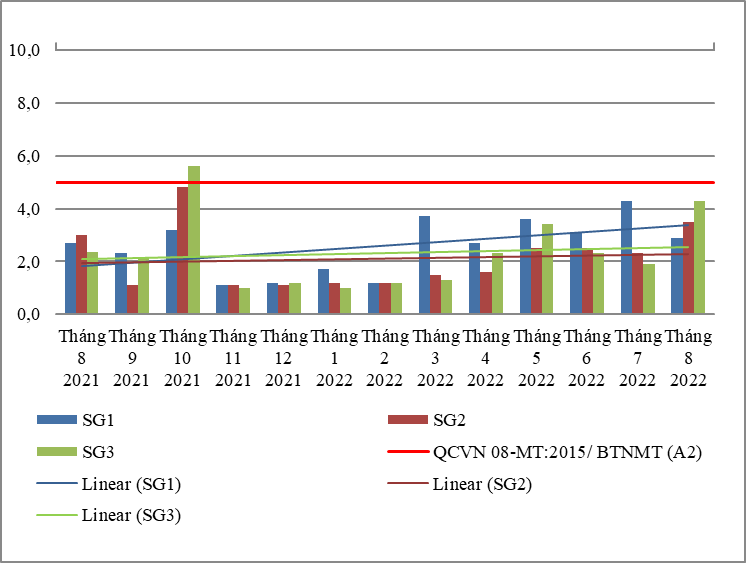 10,0
8,0
6,0
4,0
2,0
0,0
Tháng Tháng Tháng Tháng Tháng Tháng Tháng Tháng Tháng Tháng Tháng Tháng Tháng
8 9 10 11 12 1 2 3 4 5 6 7 8
2021 2021 2021 2021 2021 2022 2022 2022 2022 2022 2022 2022 2022
SG1 SG2
SG3 QCVN 08-MT:2015/ BTNMT (A2)
Linear (SG1) Linear (SG2)
Linear (SG3)